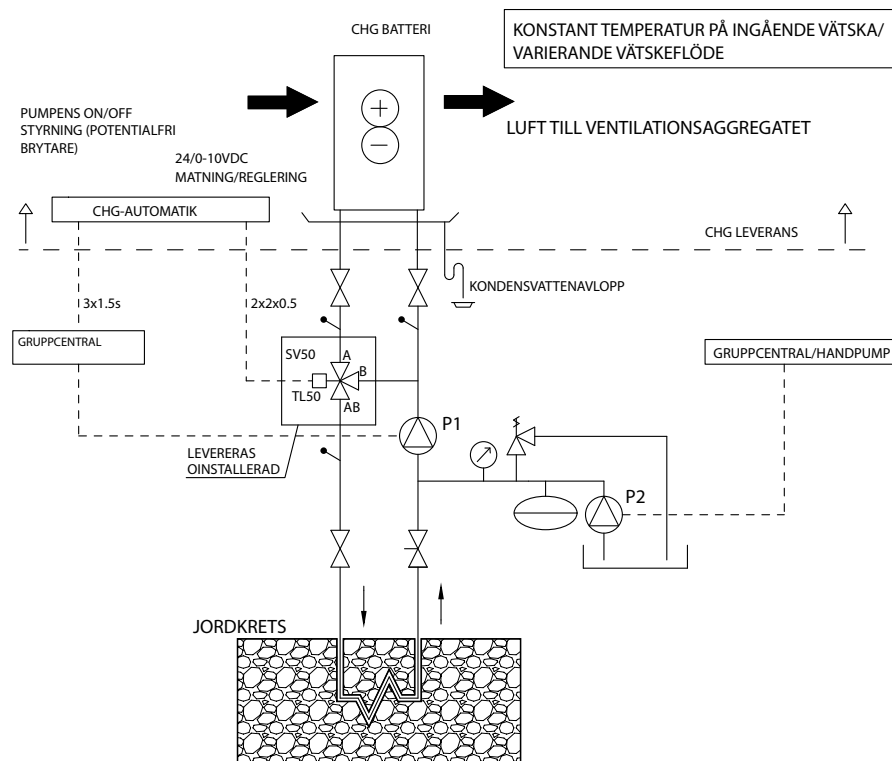 CHG BATTERI
KONSTANT TEMPERATUR PÅ INGÅENDE VÄTSKA/
VARIERANDE VÄTSKEFLÖDE
PUMPENS ON/OFF
STYRNING (POTENTIALFRI
BRYTARE)
LUFT TILL VENTILATIONSAGGREGATET
24/0-10VDC
MATNING/REGLERING
CHG-AUTOMATIK
CHG LEVERANS
KONDENSVATTENAVLOPP
3x1.5s
2x2x0.5
GRUPPCENTRAL
SV50
A
B
TL50
AB
GRUPPCENTRAL/HANDPUMP
P1
LEVERERAS
OINSTALLERAD
P2
JORDKRETS